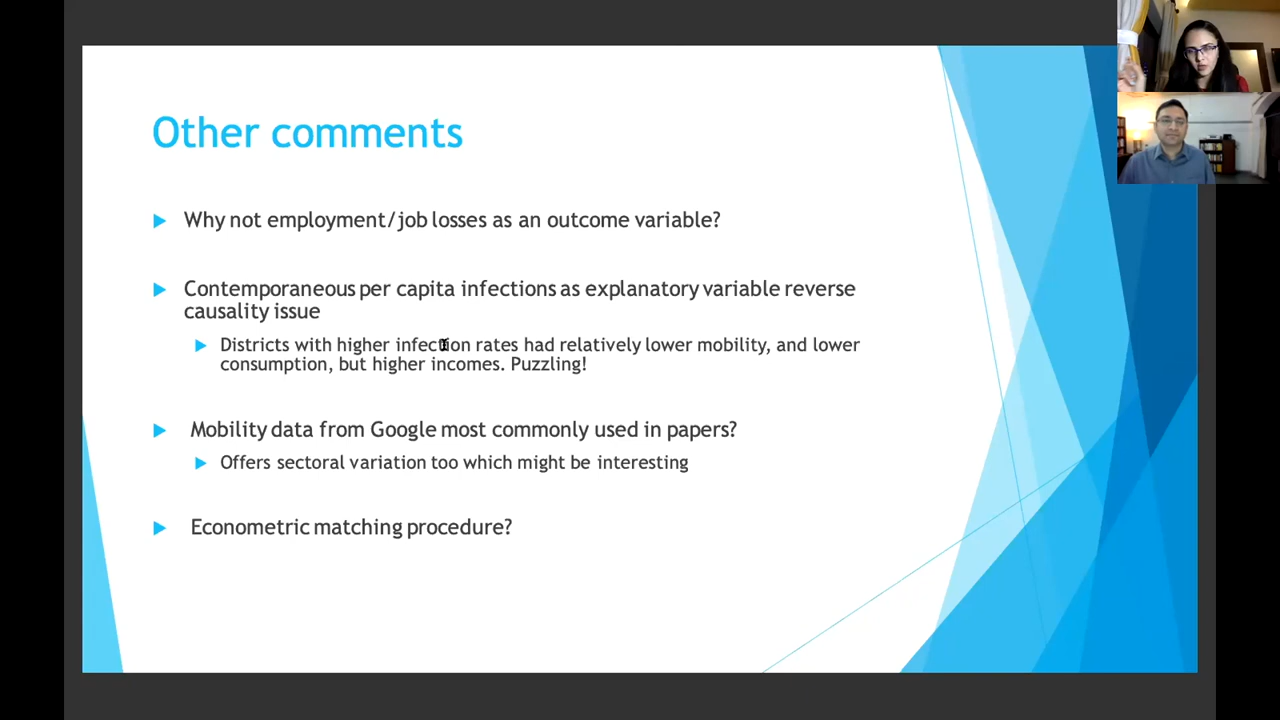 Other comments
Why not employment/job losses as an outcome variable?
Contemporaneous per capita infections as explanatory variable reverse
causality issue
Districts with higher infection rates had relatively lower mobility, and lower
consumption, but higher incomes. Puzzling!
Mobility data from Google most commonly used in papers?
Offers sectoral variation too which might be interesting
Econometric matching procedure?